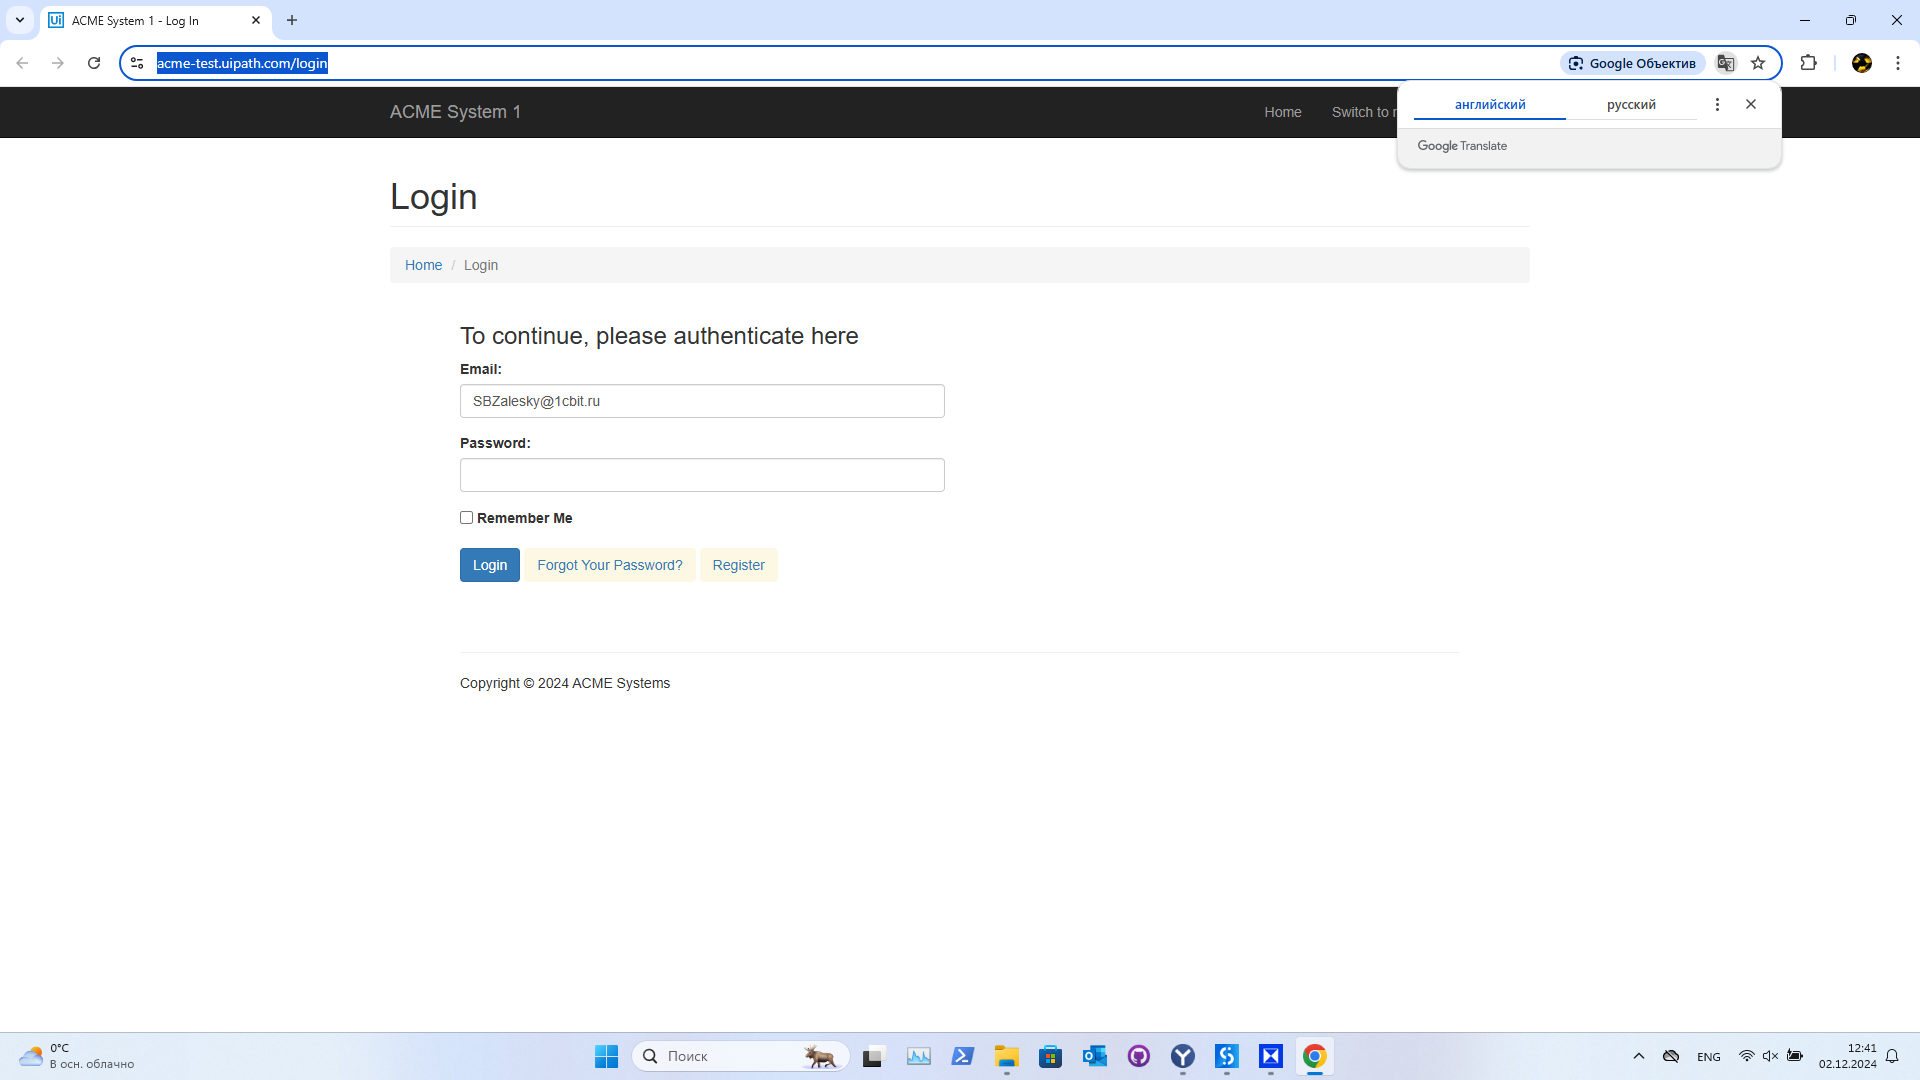 ACME System 1 - Log In
acme-test.uipath.com/login
Google Объектив
английский
русский
Google Translate
ACME System 1
Home
Switch to r
Login
Home / Login
To continue, please authenticate here
Email:
SBZalesky@1cbit.ru
Password:
Remember Me
Login
Forgot Your Password?
Register
Copyright © 2024 ACME Systems
0°C
В осн. облачно
Поиск
ENG
12:41
02.12.2024